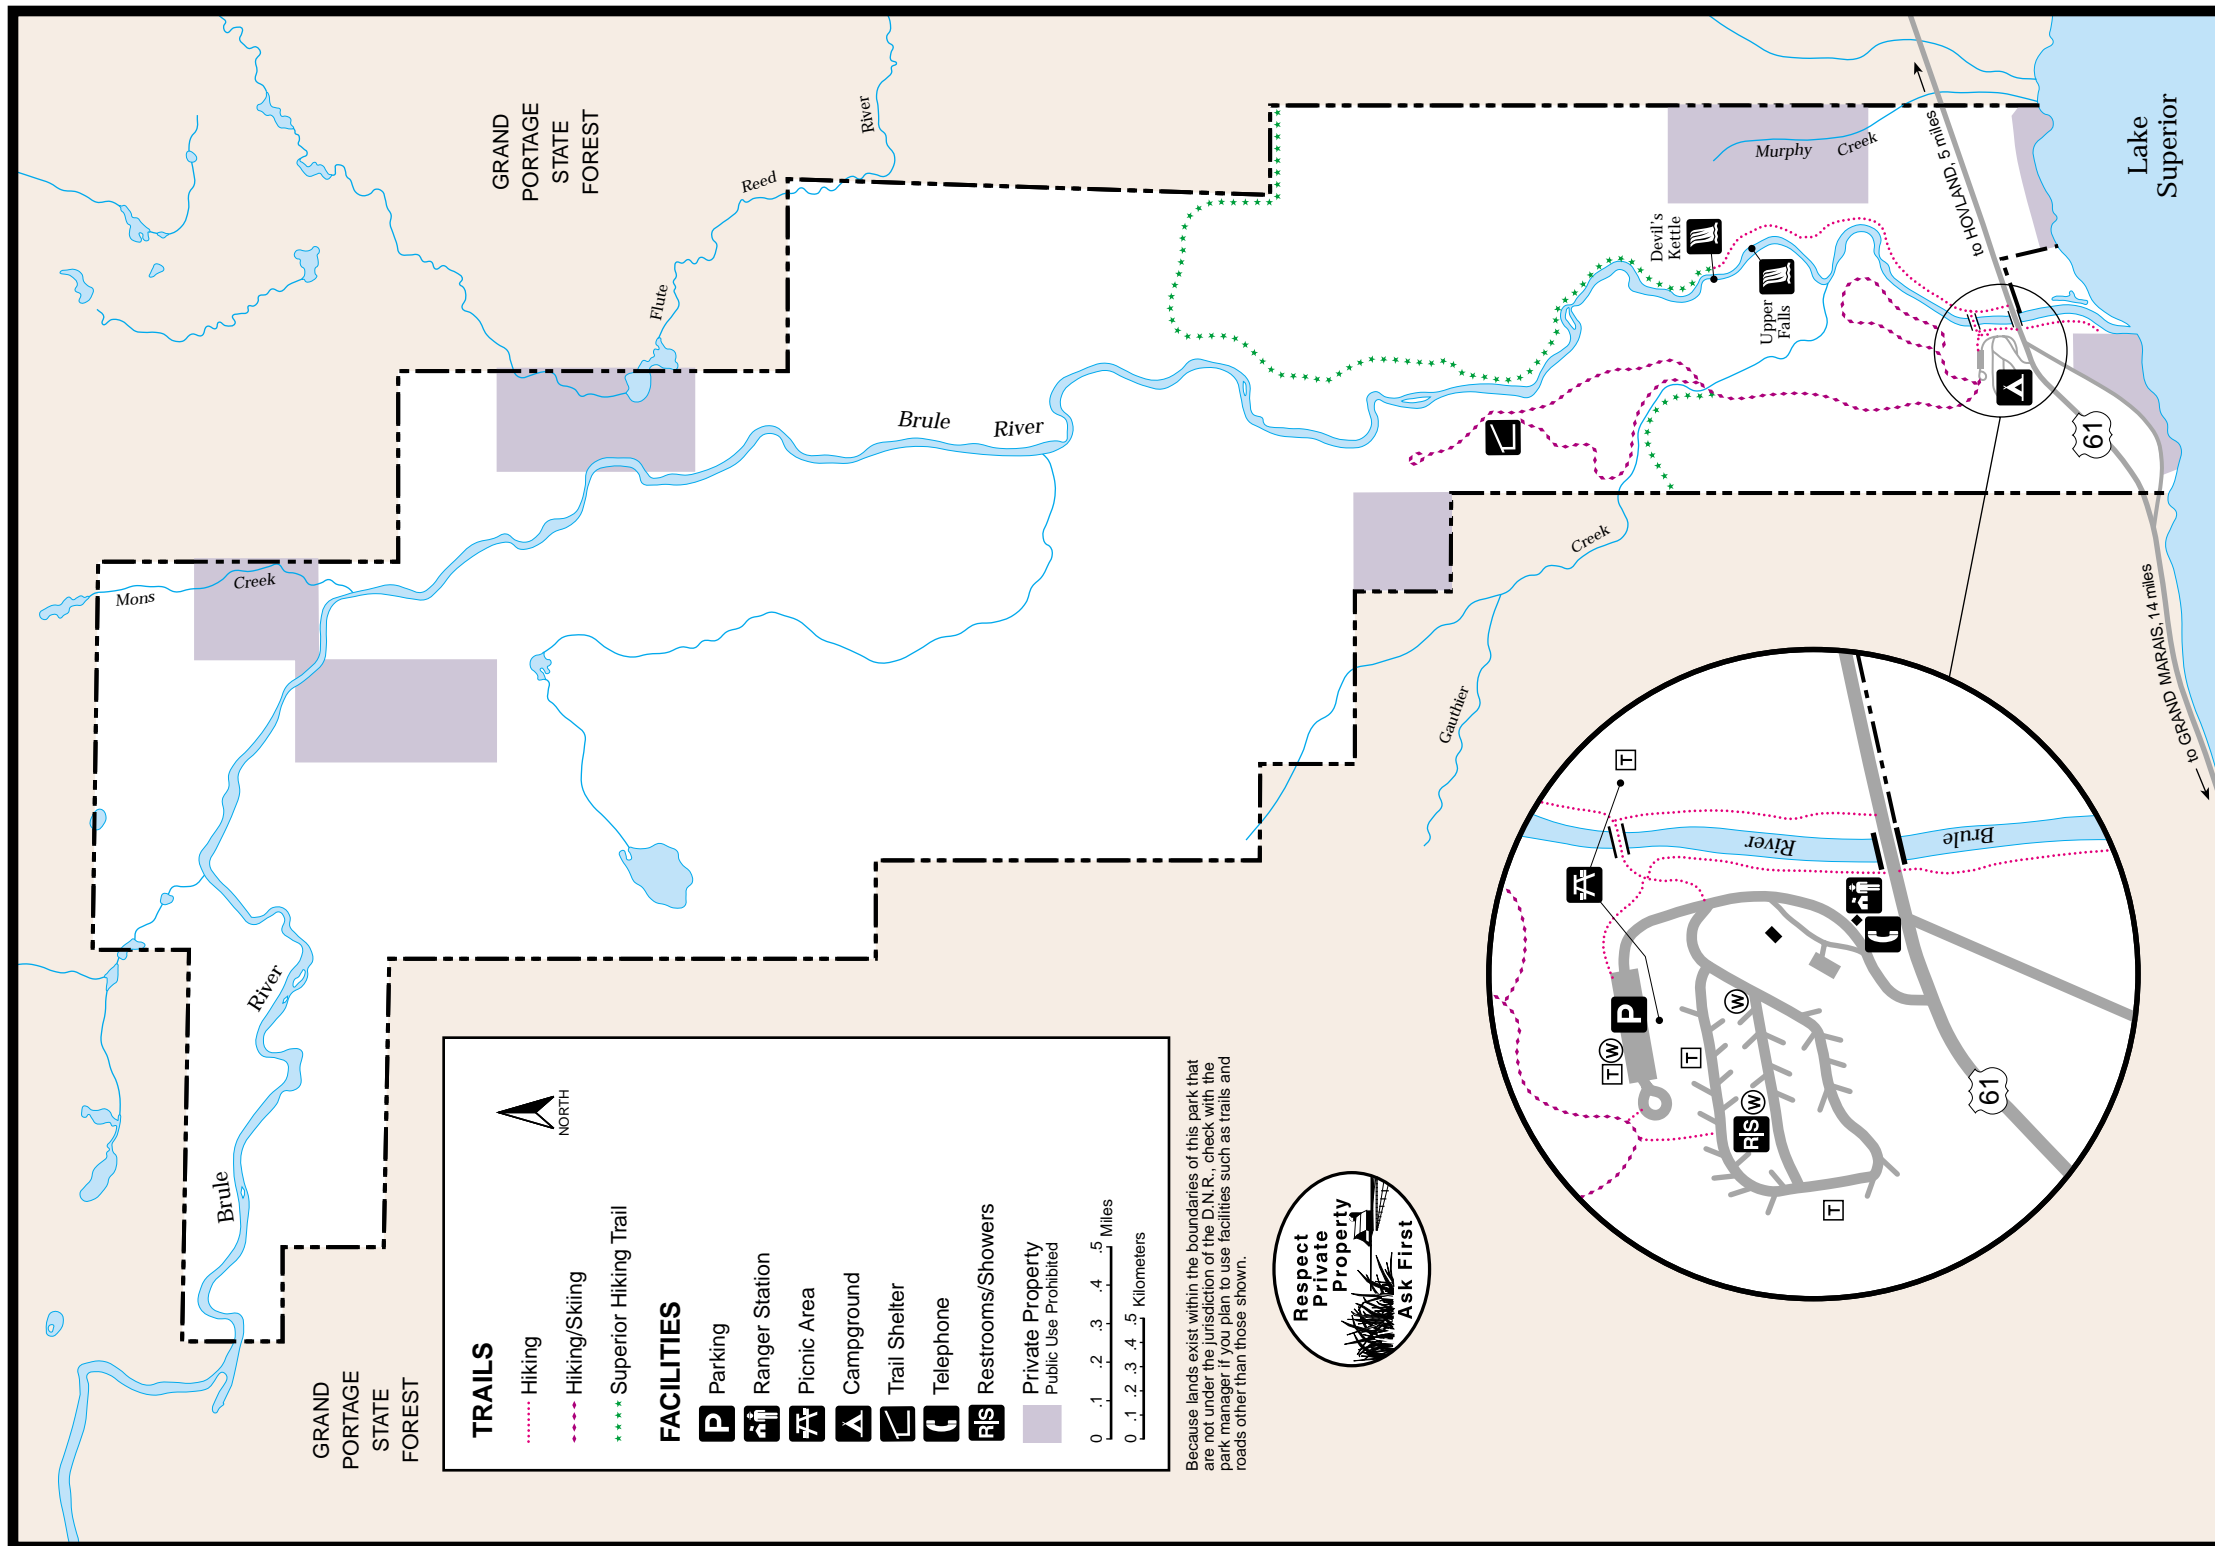 GRAND
PORTAGE
STATE
FOREST
Reed
River
Flute
Mons
Creek
Brule
River
Devil's
Kettle
Upper
Falls
Murphy
Creek
to HOVLAND, 5 miles
Lake
Superior
61
Creek
Gauthier
to GRAND MARAIS, 14 miles
River
Brule
GRAND
PORTAGE
STATE
FOREST
TRAILS
Hiking
Hiking/Skiing
Superior Hiking Trail
NORTH
FACILITIES
P
Parking
Ranger Station
Picnic Area
Campground
Trail Shelter
Telephone
R|S
Restrooms/Showers
Private Property
Public Use Prohibited
0 .1 .2 .3 .4 .5
Miles
0 .1 .2 .3 .4 .5
Kilometers
Because lands exist within the boundaries of this park that
are not under the jurisdiction of the D.N.R., check with the
park manager if you plan to use facilities such as trails and
roads other than those shown.
Respect
Private
Property
Ask First
T
River
Brule
P
T W
W
T
R|S W
T
61